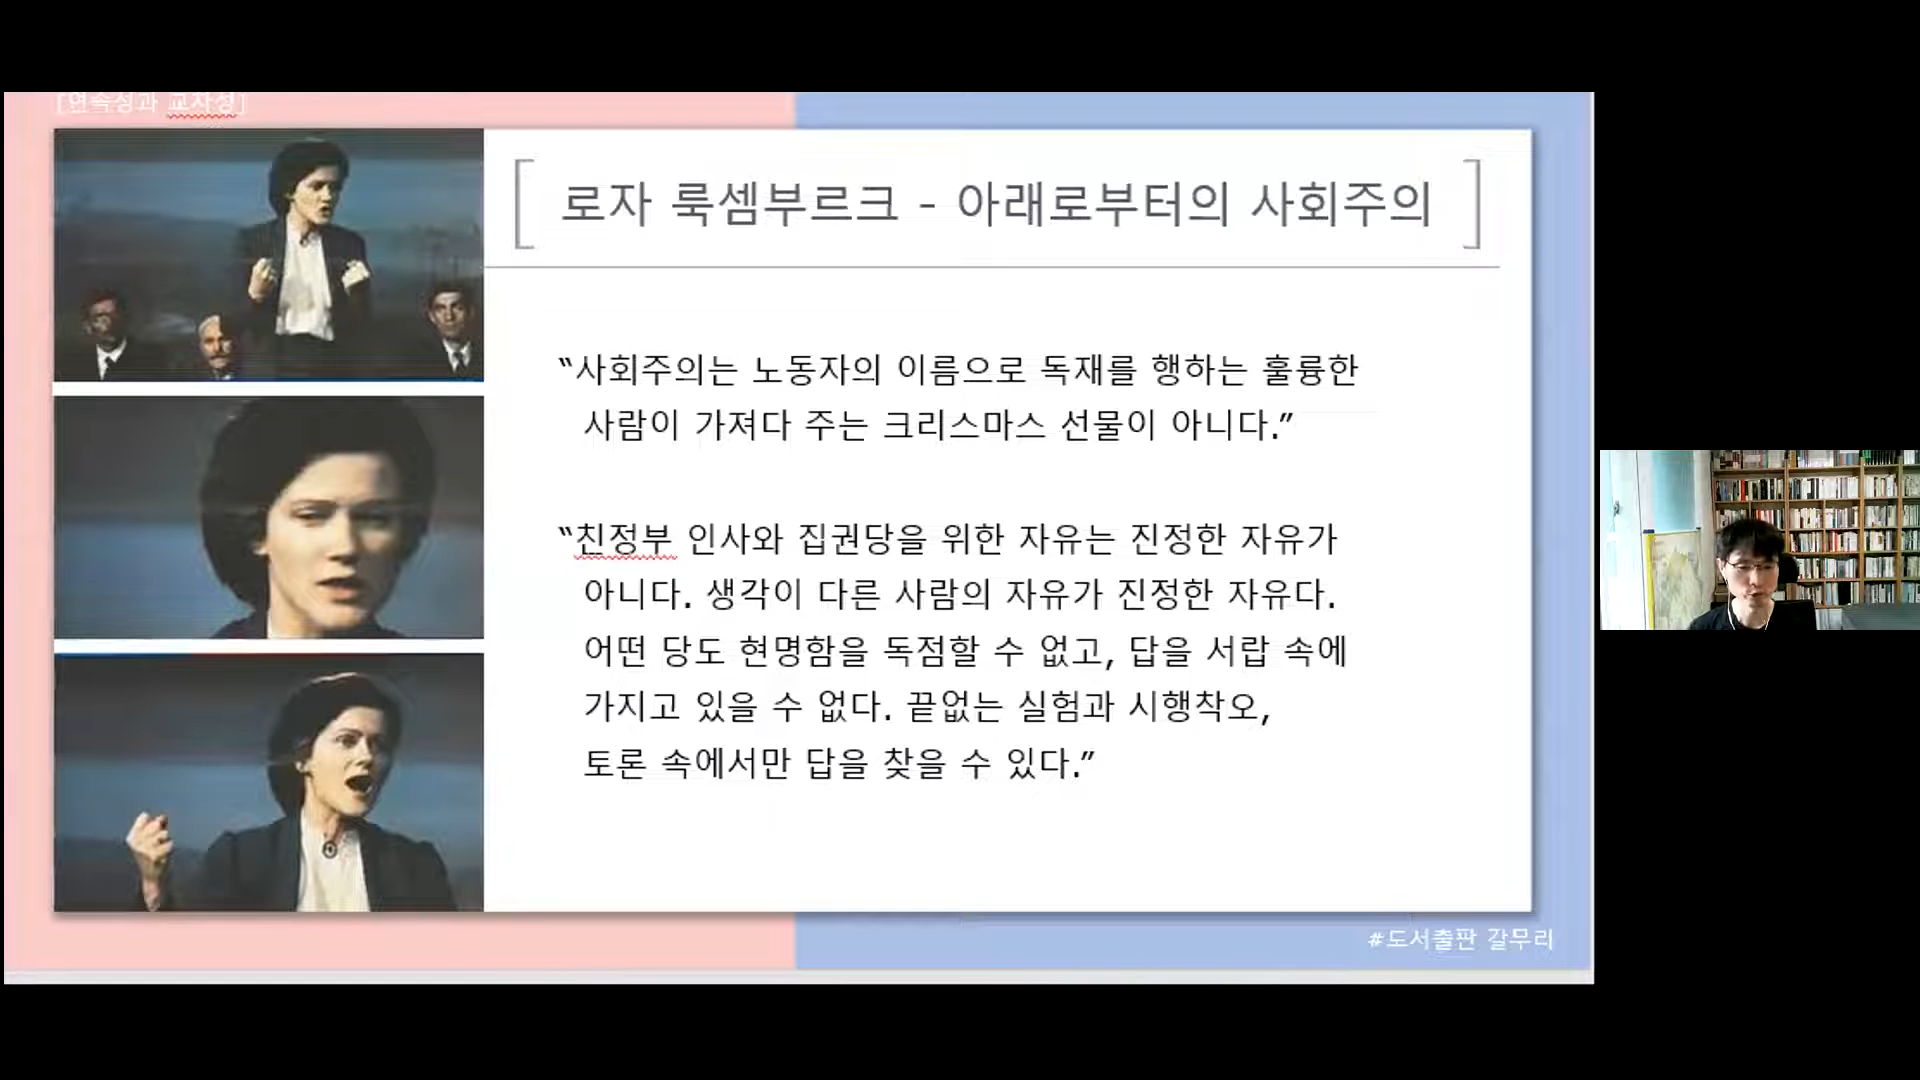 [연속성과 교차성]
로자 룩셈부르크 - 아래로부터의 사회주의
“사회주의는 노동자의 이름으로 독재를 행하는 훌륭한
사람이 가져다 주는 크리스마스 선물이 아니다.”
“친정부 인사와 집권당을 위한 자유는 진정한 자유가
아니다. 생각이 다른 사람의 자유가 진정한 자유다.
어떤 당도 현명함을 독점할 수 없고, 답을 서랍 속에
가지고 있을 수 없다. 끝없는 실험과 시행착오,
토론 속에서만 답을 찾을 수 있다.”
#도서출판 갈무리